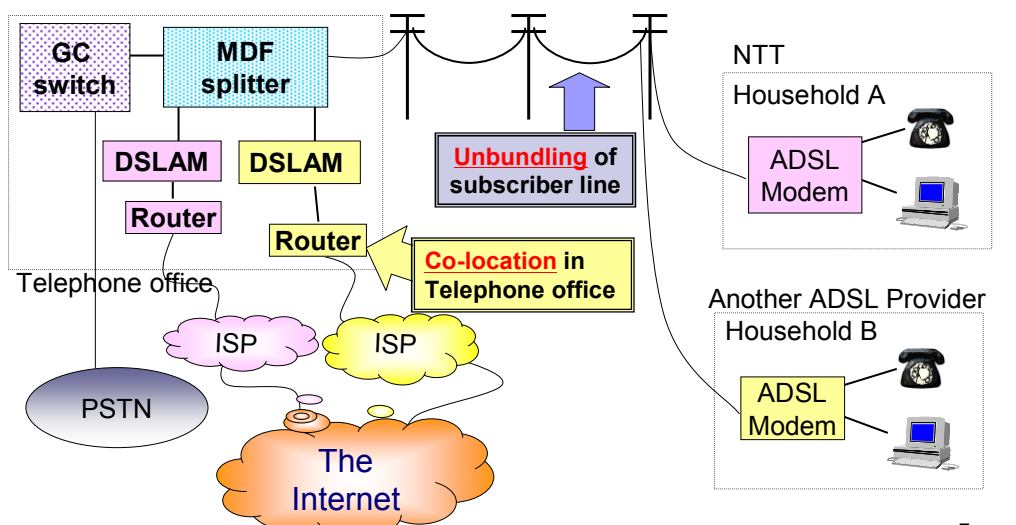 GC
switch
MDF
splitter
DSLAM
DSLAM
Router
Router
Telephone office
Unbundling of
subscriber line
Co-location in
Telephone office
NTT
Household A
ADSL
Modem
Another ADSL Provider
Household B
ADSL
Modem
ISP
ISP
PSTN
The
Internet